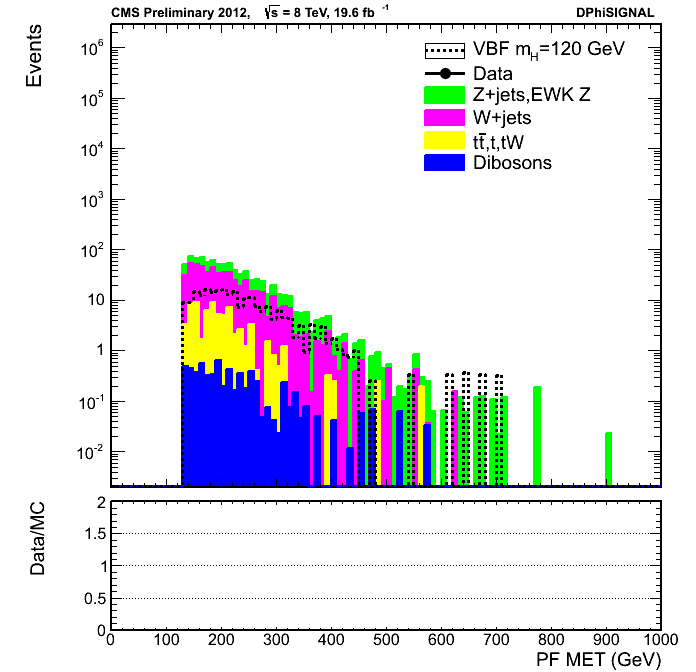 CMS Preliminary 2012, √s = 8 TeV, 19.6 fb⁻¹ DPhiSIGNAL
Events
10⁶
10⁵
10⁴
10³
10²
10
1
10⁻¹
10⁻²
VBF m_H=120 GeV
Data
Z+jets,EWK Z
W+jets
tt̄,t,tW
Dibosons
Data/MC
2
1.5
1
0.5
0
0 100 200 300 400 500 600 700 800 900 1000
PF MET (GeV)